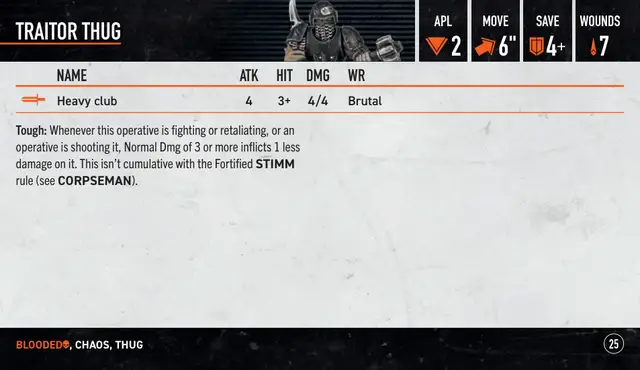 TRAITOR THUG
APL
2
MOVE
6"
SAVE
4+
WOUNDS
7
NAME ATK HIT DMG WR
Heavy club 4 3+ 4/4 Brutal
Tough: Whenever this operative is fighting or retaliating, or an
operative is shooting it, Normal Dmg of 3 or more inflicts 1 less
damage on it. This isn’t cumulative with the Fortified STIMM
rule (see CORPSEMAN).
BLOODED, CHAOS, THUG
25